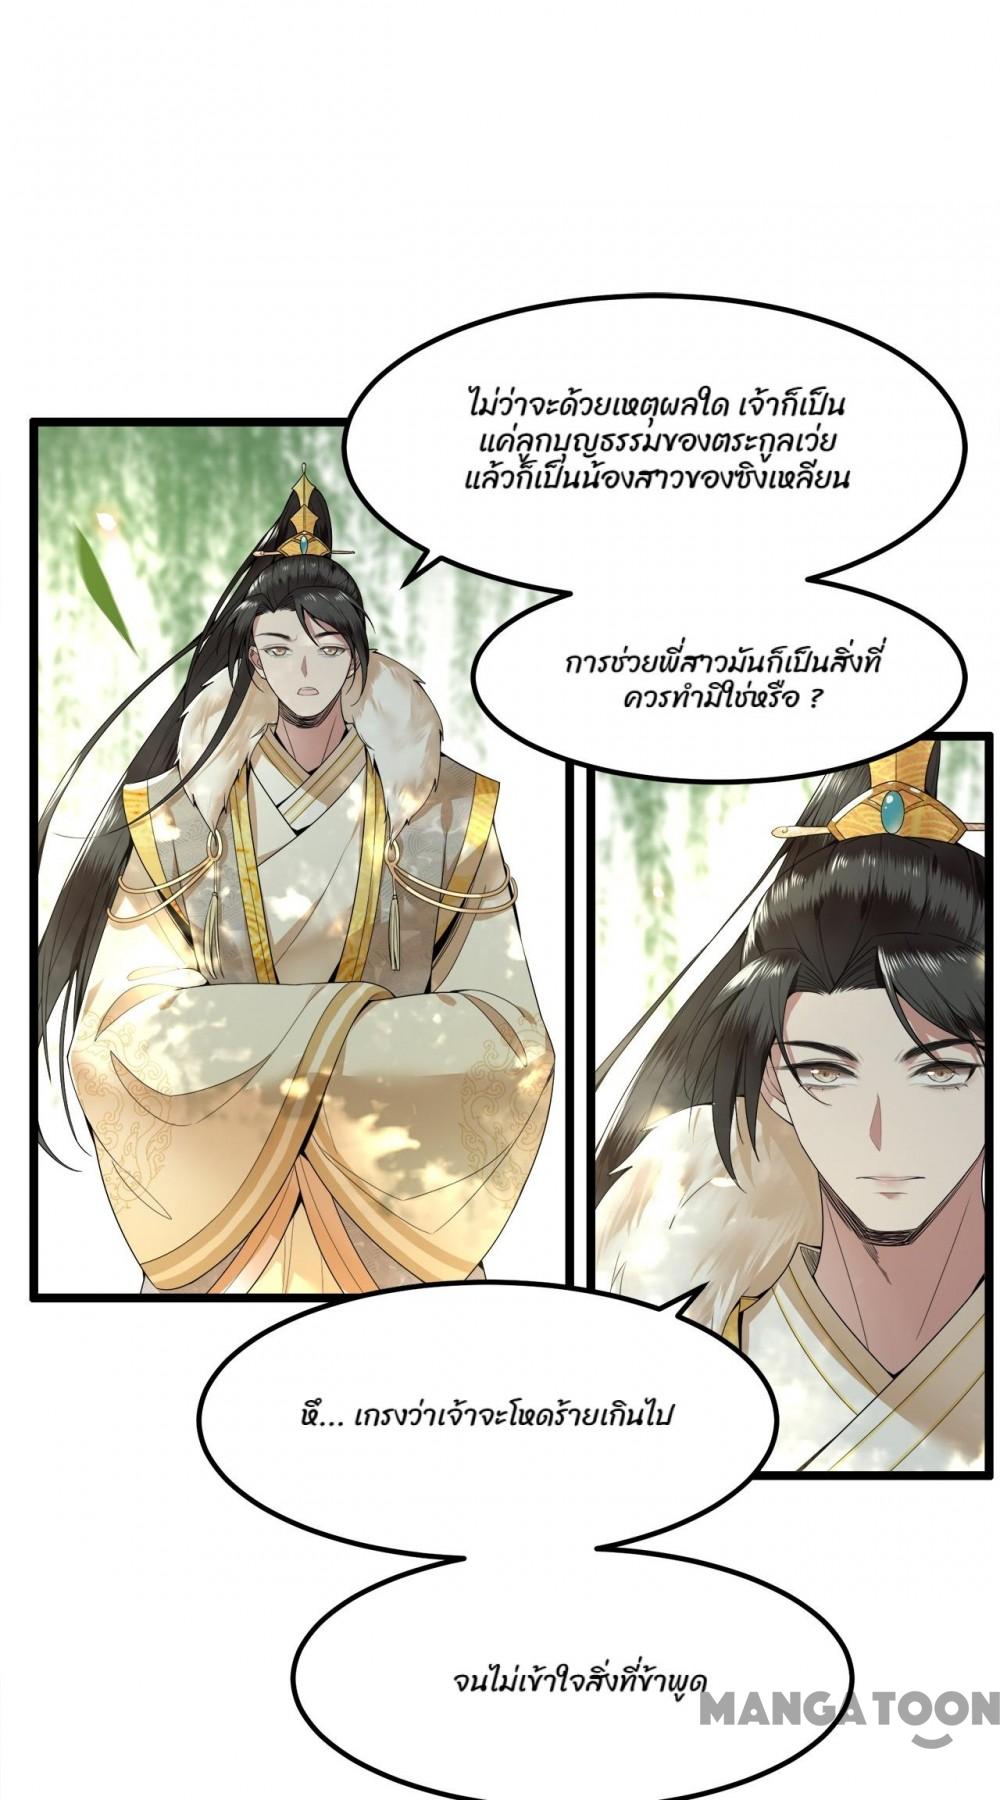 ไม่ว่าจะด้วยเหตุผลใด เจ้าก็เป็น
แค่ลูกบุญธรรมของตระกูลเว่ย
แล้วก็เป็นน้องสาวของซิงเหลียน
การช่วยพี่สาวมันก็เป็นสิ่งที่
ควรทำมิใช่หรือ ?
หึ... เกรงว่าเจ้าจะโหดร้ายเกินไป
จนไม่เข้าใจสิ่งที่ข้าพูด
MANGATOON